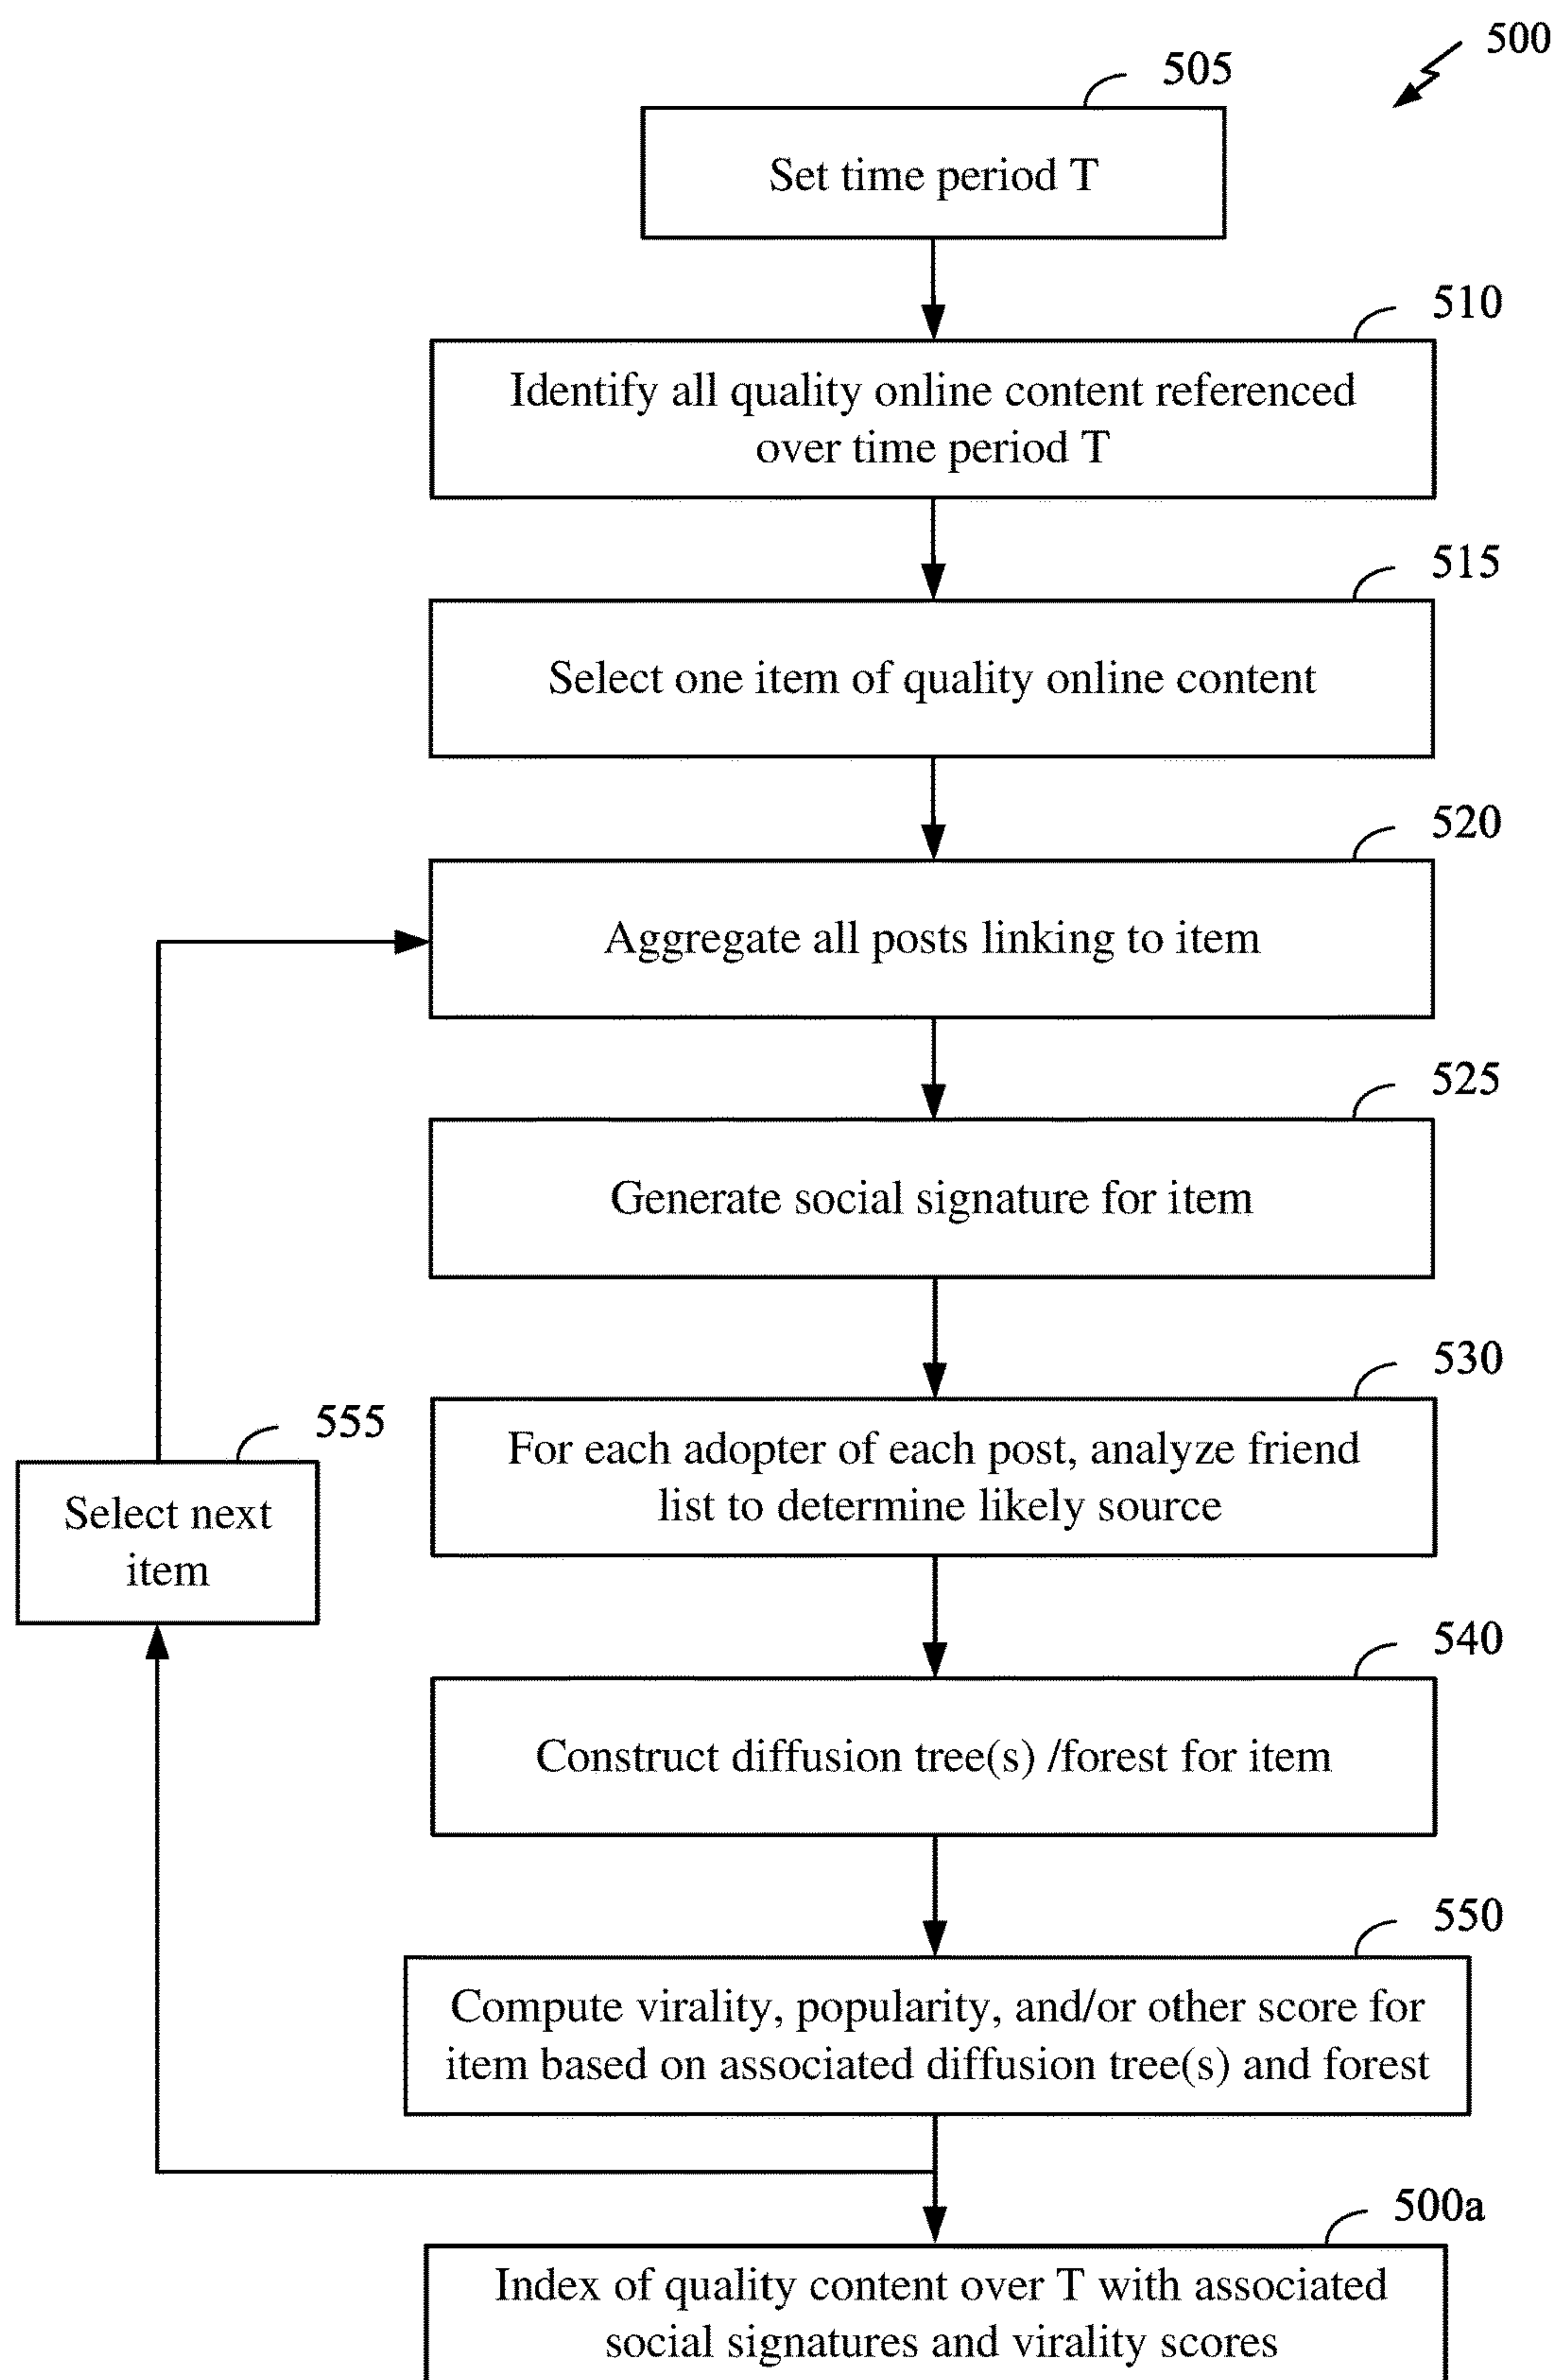 500
505
Set time period T
510
Identify all quality online content referenced
over time period T
515
Select one item of quality online content
520
Aggregate all posts linking to item
525
Generate social signature for item
530
For each adopter of each post, analyze friend
list to determine likely source
555
Select next
item
540
Construct diffusion tree(s) /forest for item
550
Compute virality, popularity, and/or other score for
item based on associated diffusion tree(s) and forest
500a
Index of quality content over T with associated
social signatures and virality scores